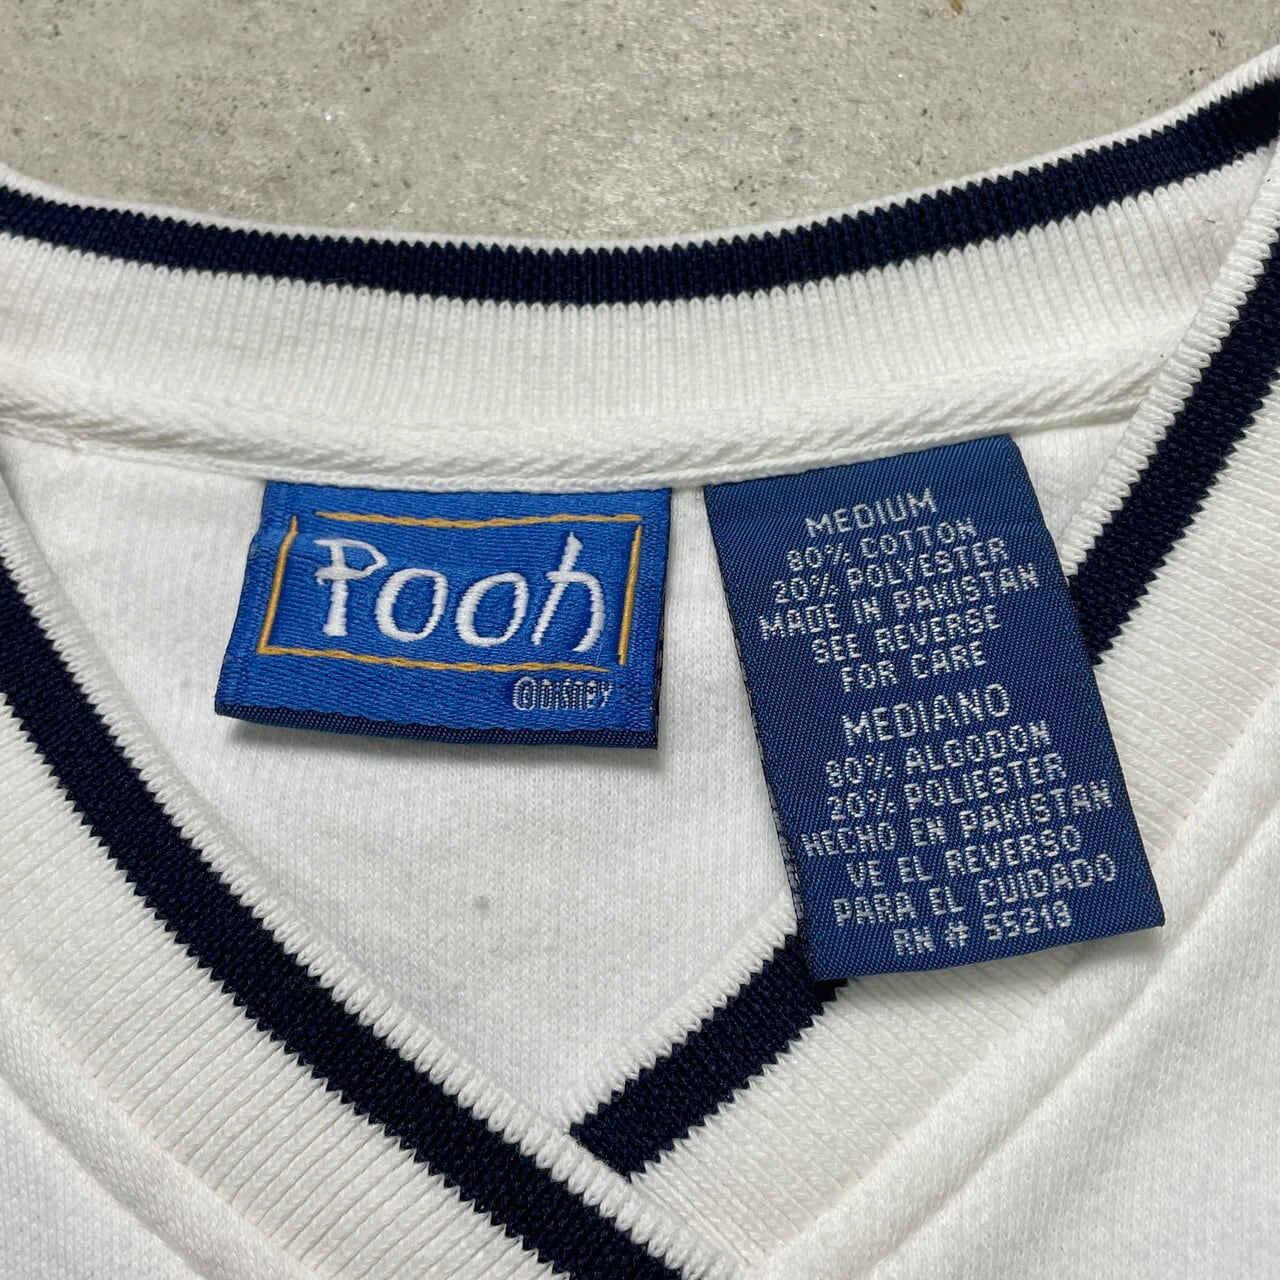 Pooh
©DISNEY
MEDIUM
80% COTTON
20% POLYESTER
MADE IN PAKISTAN
SEE REVERSE
FOR CARE
MEDIANO
80% ALGODON
20% POLIESTER
HECHO EN PAKISTAN
VE EL REVERSO
PARA EL CUIDADO
RN # 55218